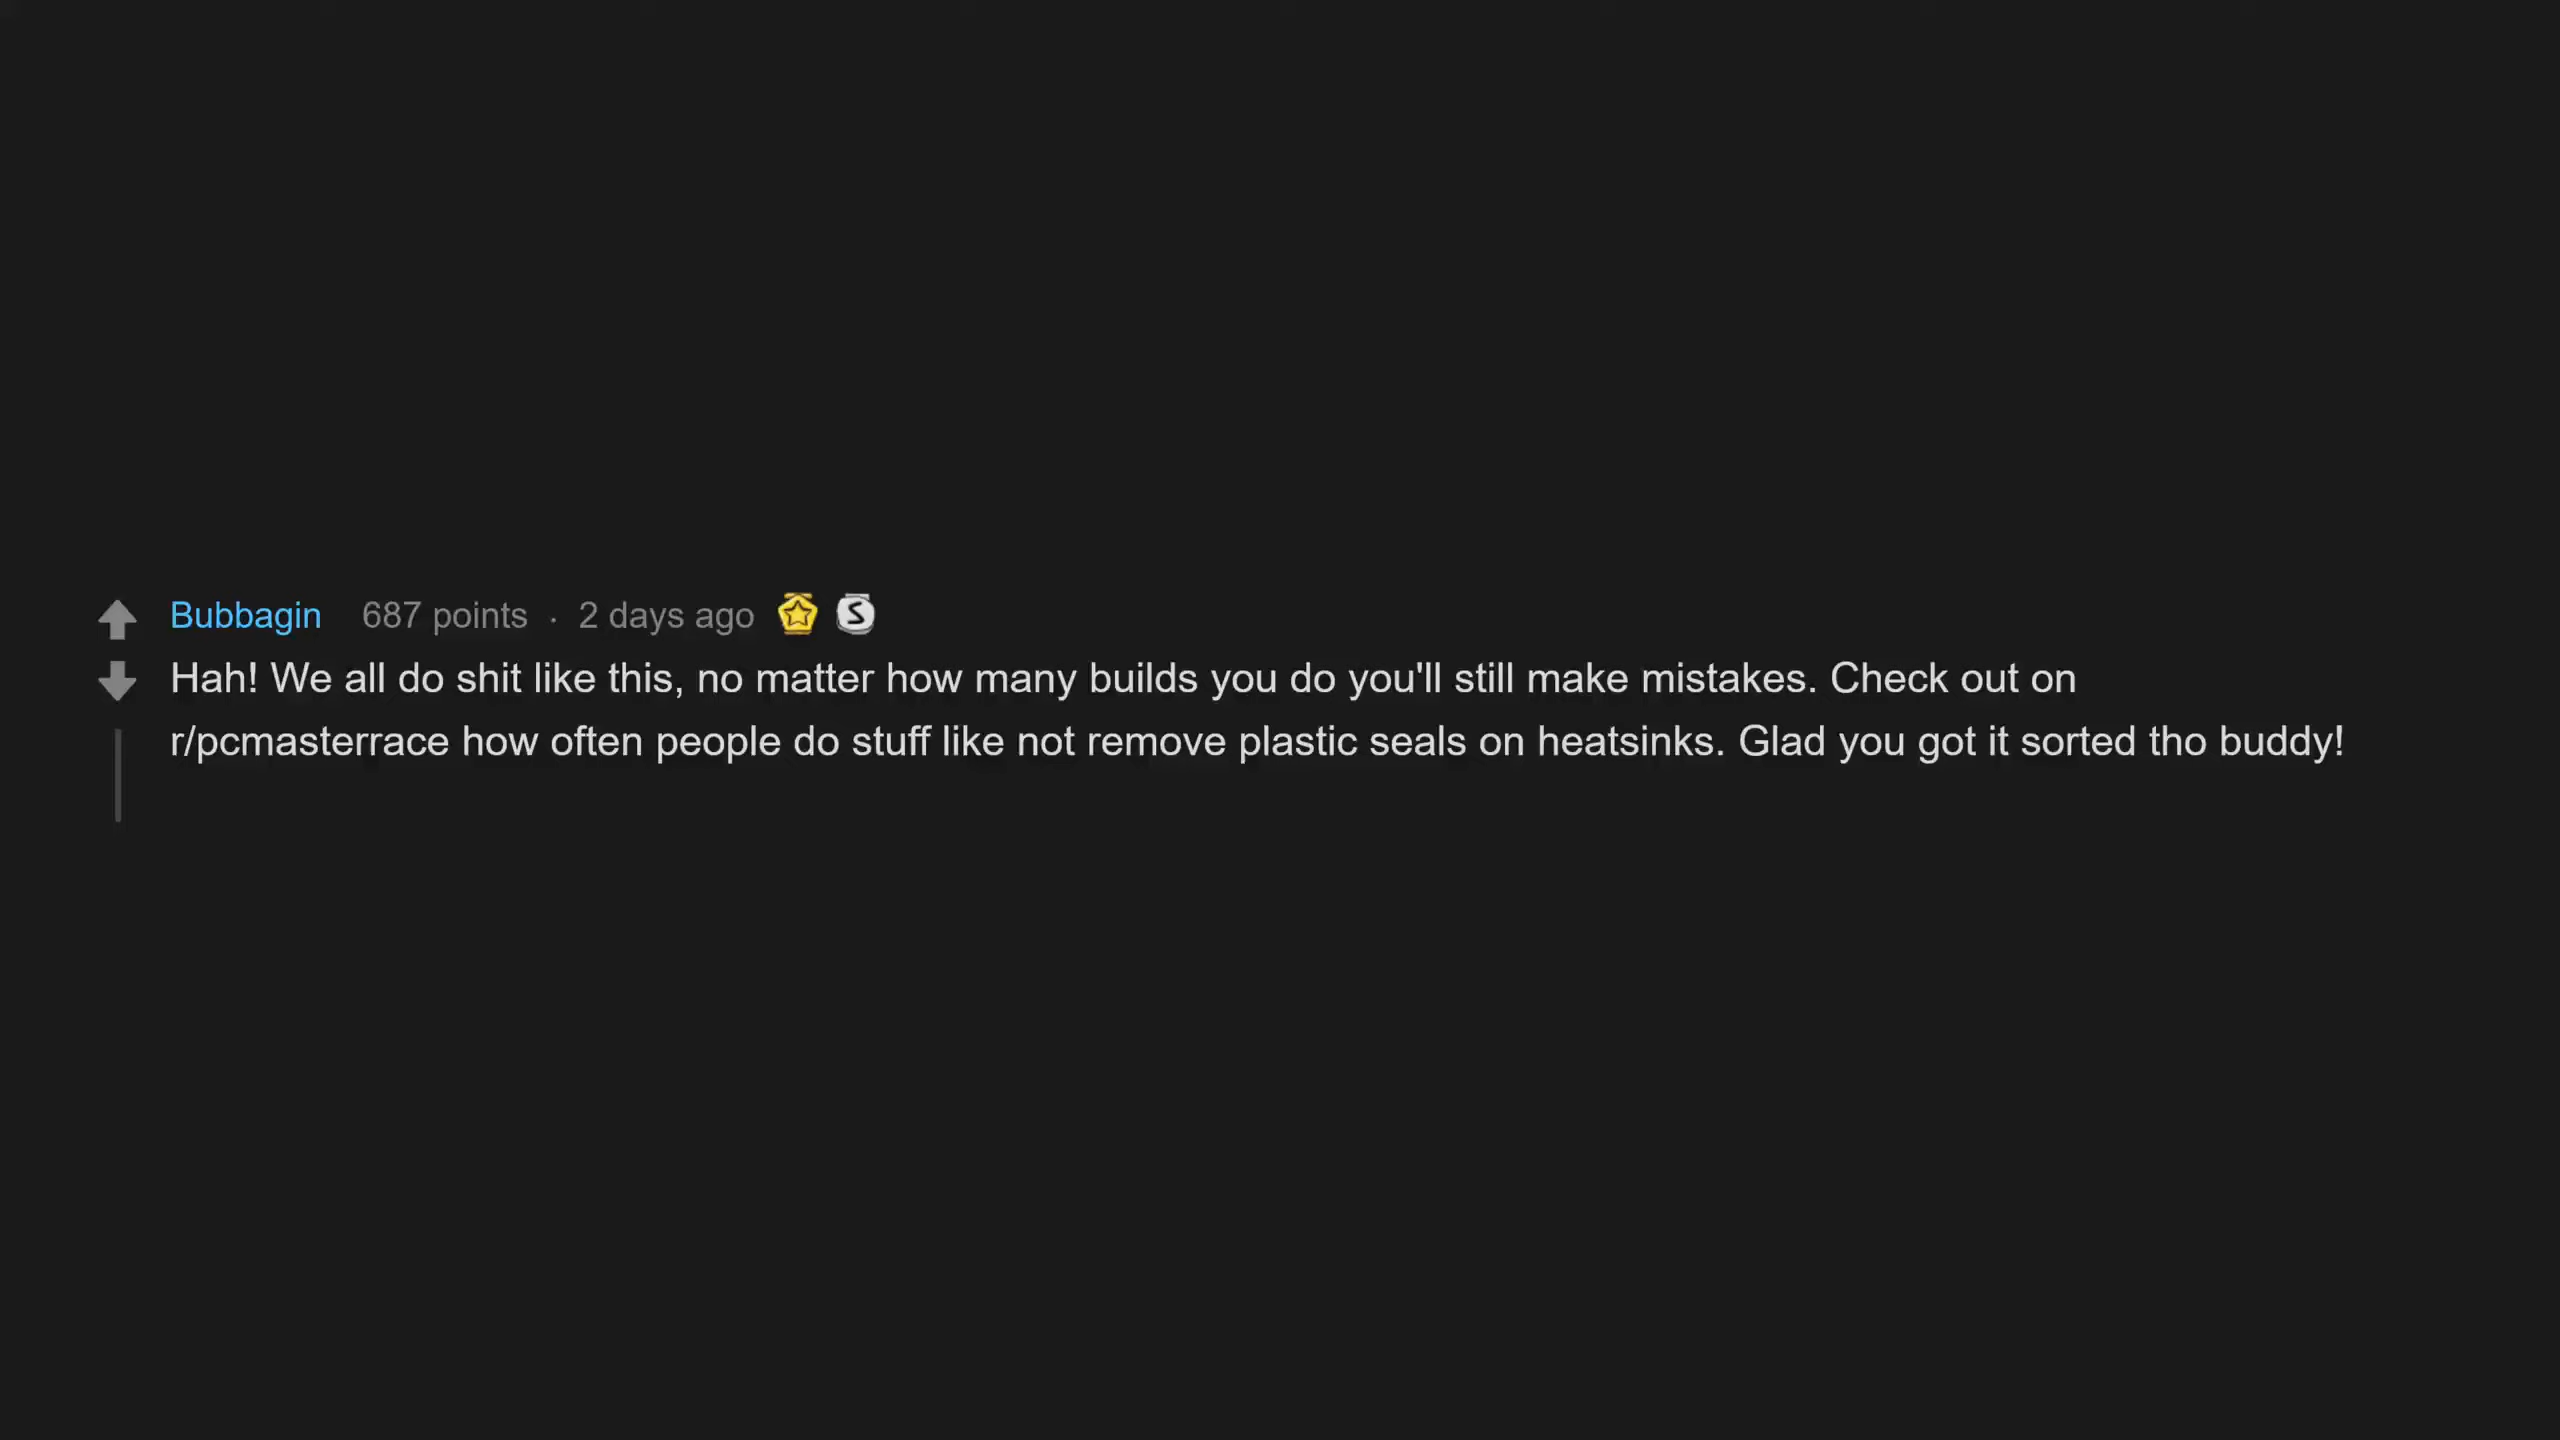 Bubbagin 687 points · 2 days ago S
Hah! We all do shit like this, no matter how many builds you do you'll still make mistakes. Check out on
r/pcmasterrace how often people do stuff like not remove plastic seals on heatsinks. Glad you got it sorted tho buddy!